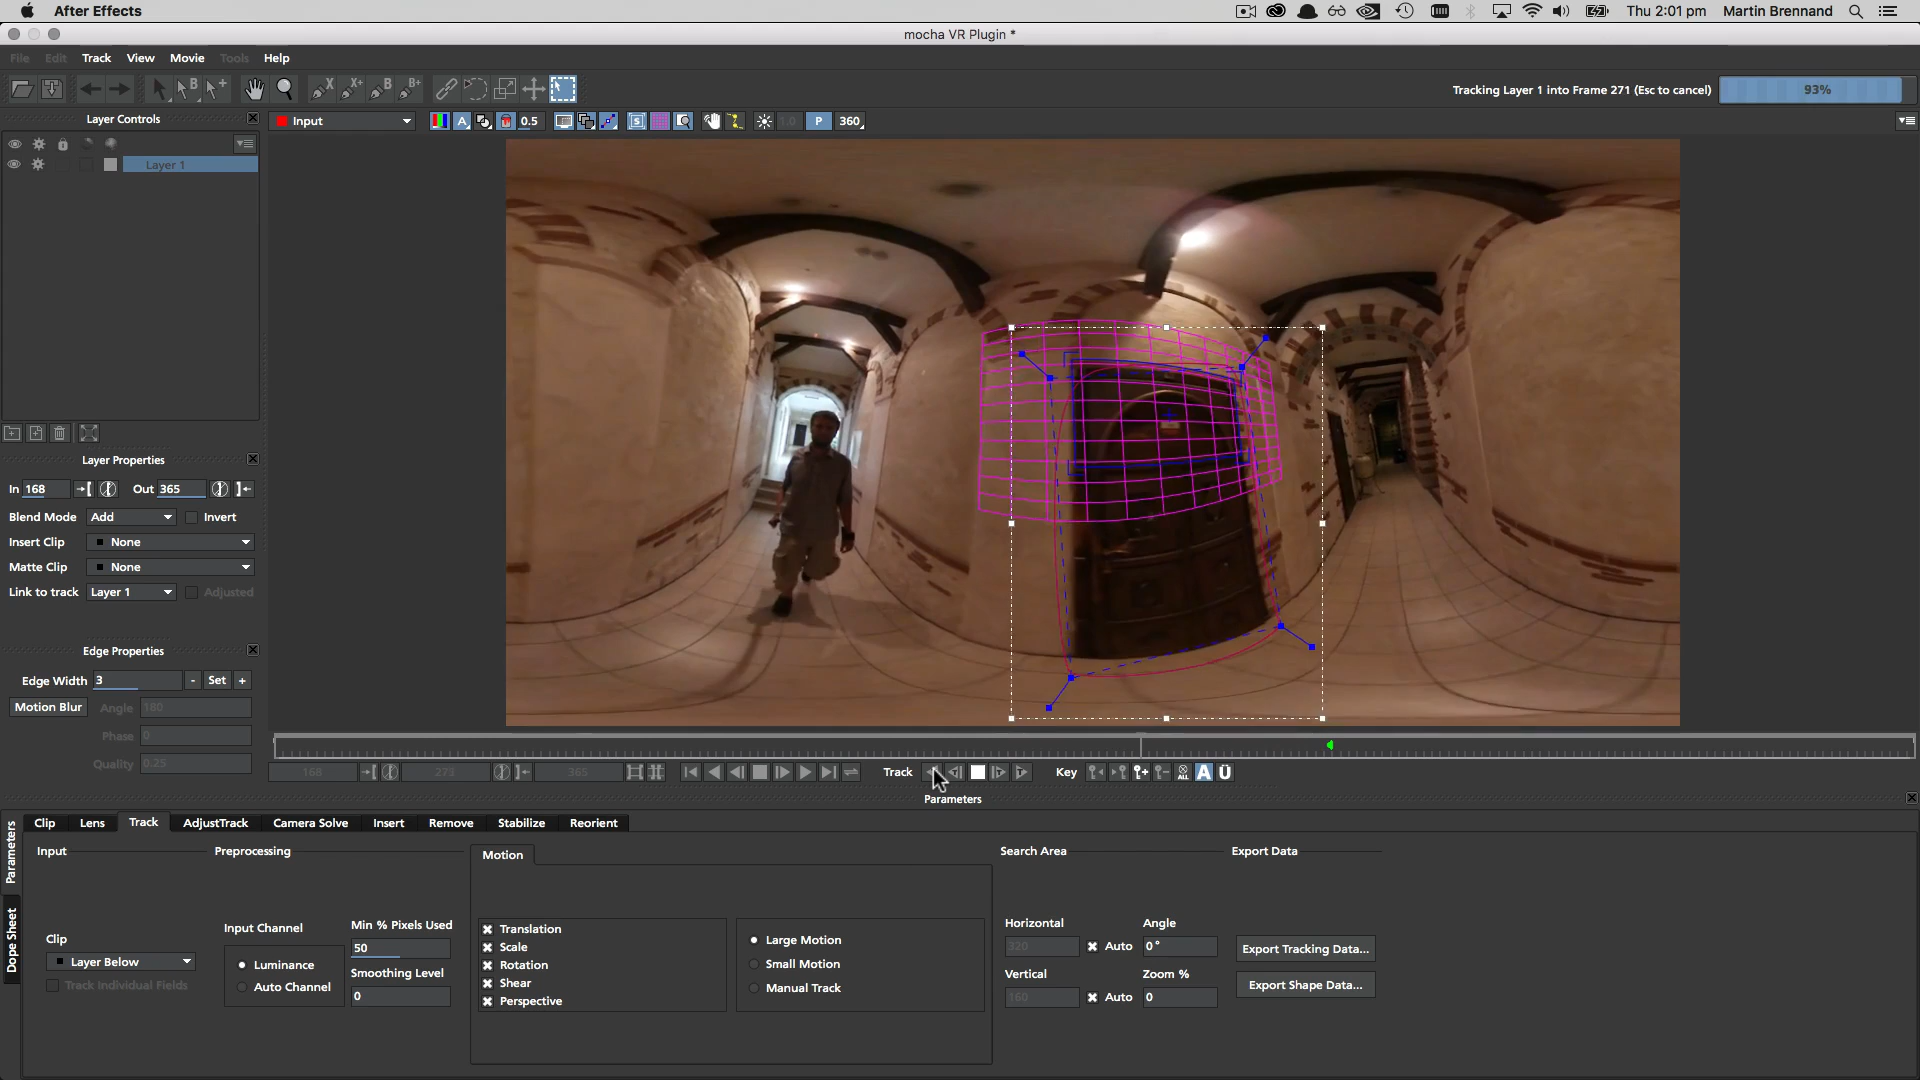 After Effects
Thu 2:01 pm Martin Brennand
mocha VR Plugin *
File Edit Track View Movie Tools Help
Tracking Layer 1 into Frame 271 (Esc to cancel) 93%
Layer Controls
Input
0.5
1.0
P
360
Layer 1
Layer Properties
In 168 Out 365
Blend Mode Add Invert
Insert Clip None
Matte Clip None
Link to track Layer 1 Adjusted
Edge Properties
Edge Width 3 - Set +
Motion Blur Angle 180
Phase 0
Quality 0.25
168 365 Track Key
Parameters
Parameters
Dope Sheet
Clip Lens Track AdjustTrack Camera Solve Insert Remove Stabilize Reorient
Input Preprocessing Motion Search Area Export Data
Clip
Layer Below
Track Individual Fields
Input Channel
Luminance
Auto Channel
Min % Pixels Used
50
Smoothing Level
0
Translation
Scale
Rotation
Shear
Perspective
Large Motion
Small Motion
Manual Track
Horizontal Angle
320 Auto 0°
Vertical Zoom %
160 Auto 0
Export Tracking Data...
Export Shape Data...